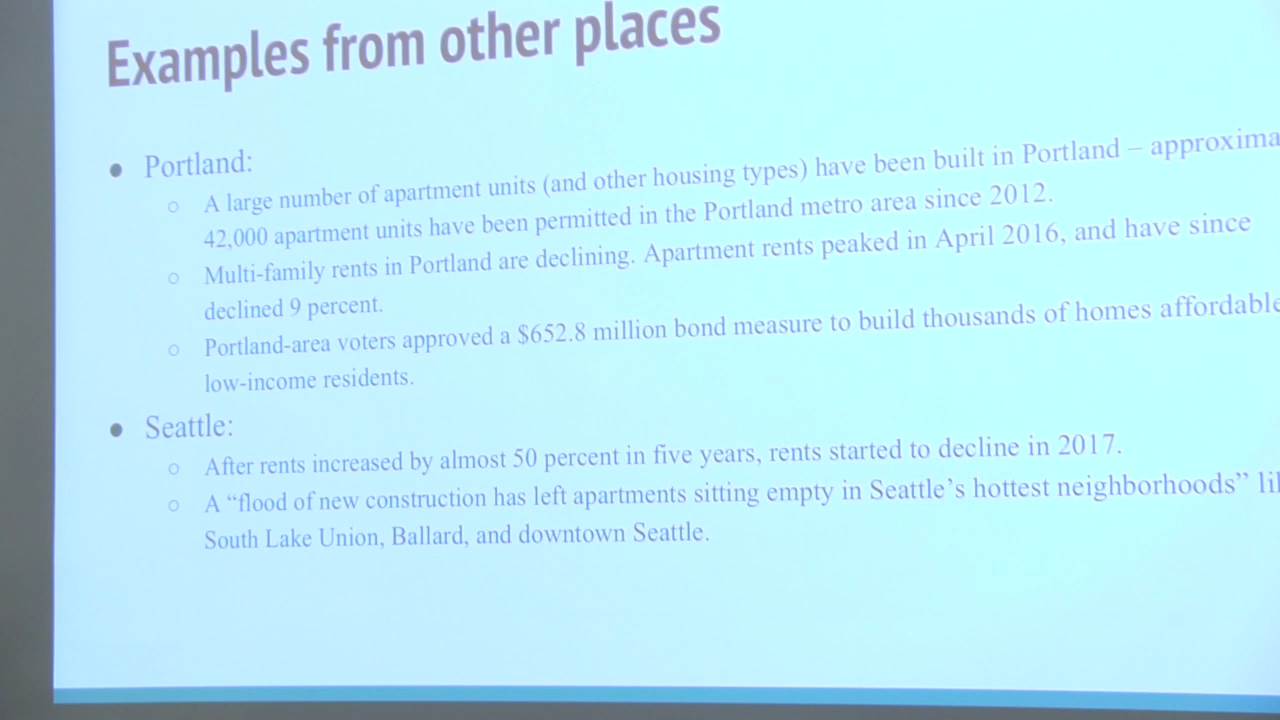 Examples from other places
● Portland:
○ A large number of apartment units (and other housing types) have been built in Portland – approxima
42,000 apartment units have been permitted in the Portland metro area since 2012.
○ Multi-family rents in Portland are declining. Apartment rents peaked in April 2016, and have since
declined 9 percent.
○ Portland-area voters approved a $652.8 million bond measure to build thousands of homes affordable
low-income residents.
● Seattle:
○ After rents increased by almost 50 percent in five years, rents started to decline in 2017.
○ A “flood of new construction has left apartments sitting empty in Seattle’s hottest neighborhoods”
South Lake Union, Ballard, and downtown Seattle.